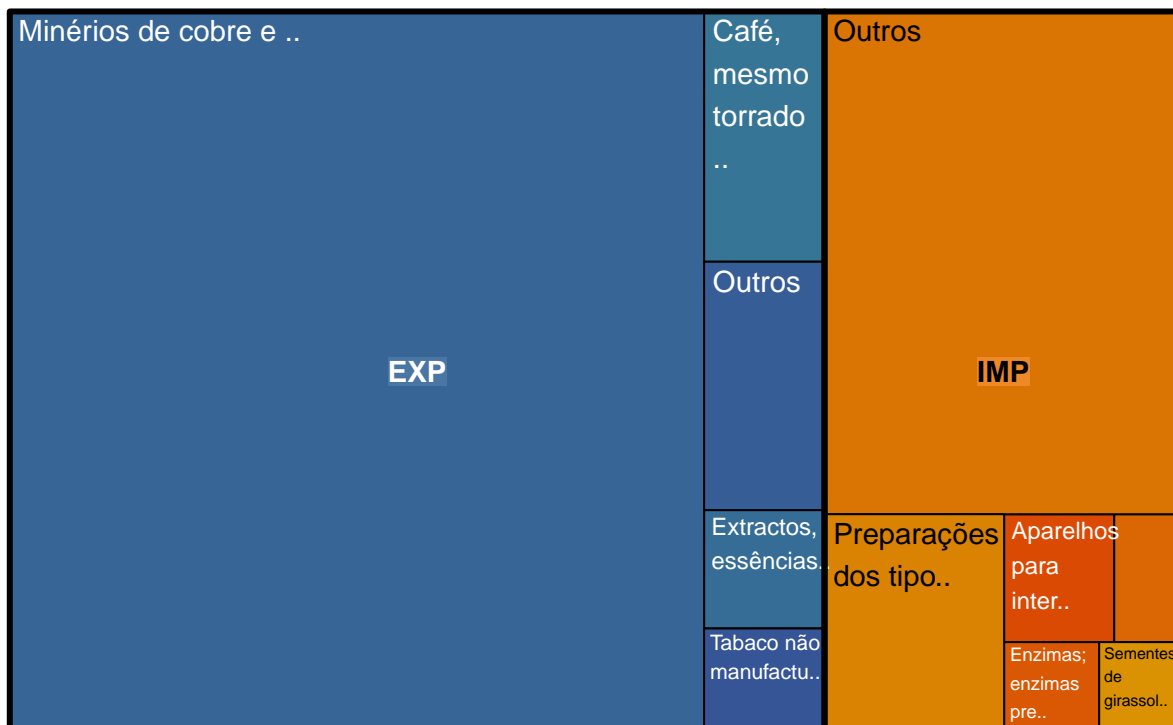 Minérios de cobre e ..
Café,
mesmo
torrado
..
Outros
Outros
EXP
IMP
Extractos,
essências..
Preparações
dos tipo..
Aparelhos
para
inter..
Tabaco não
manufactu..
Enzimas;
enzimas
pre..
Sementes
de
girassol..